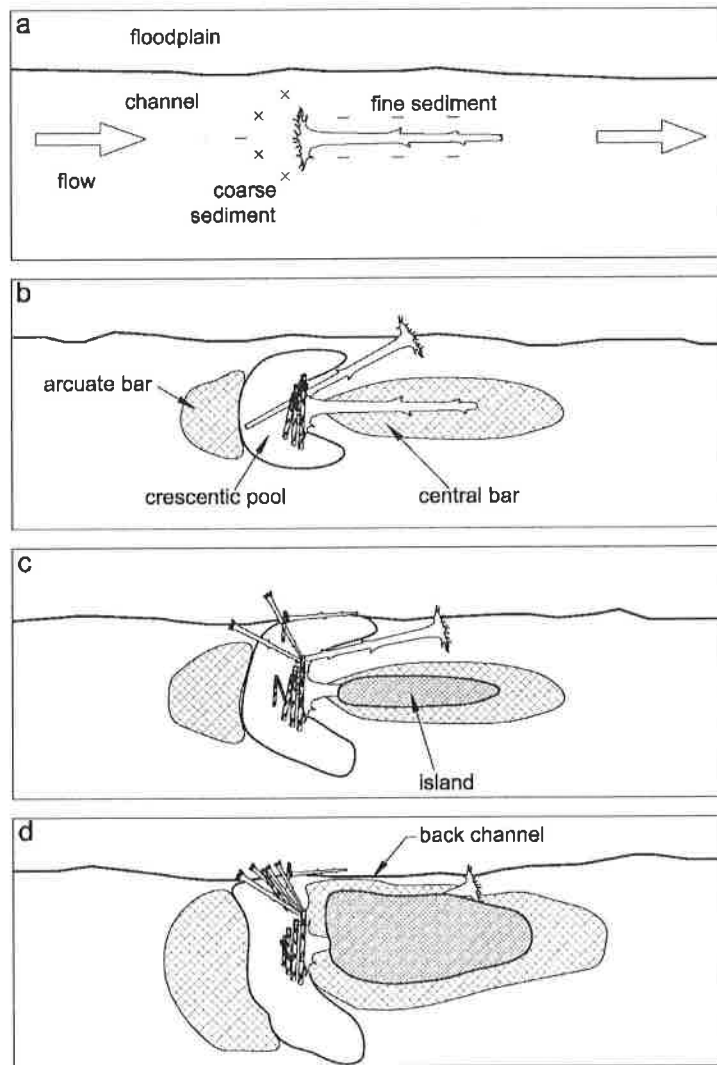 a
floodplain
channel
fine sediment
flow
coarse
sediment
b
arcuate bar
crescentic pool
central bar
c
island
d
back channel